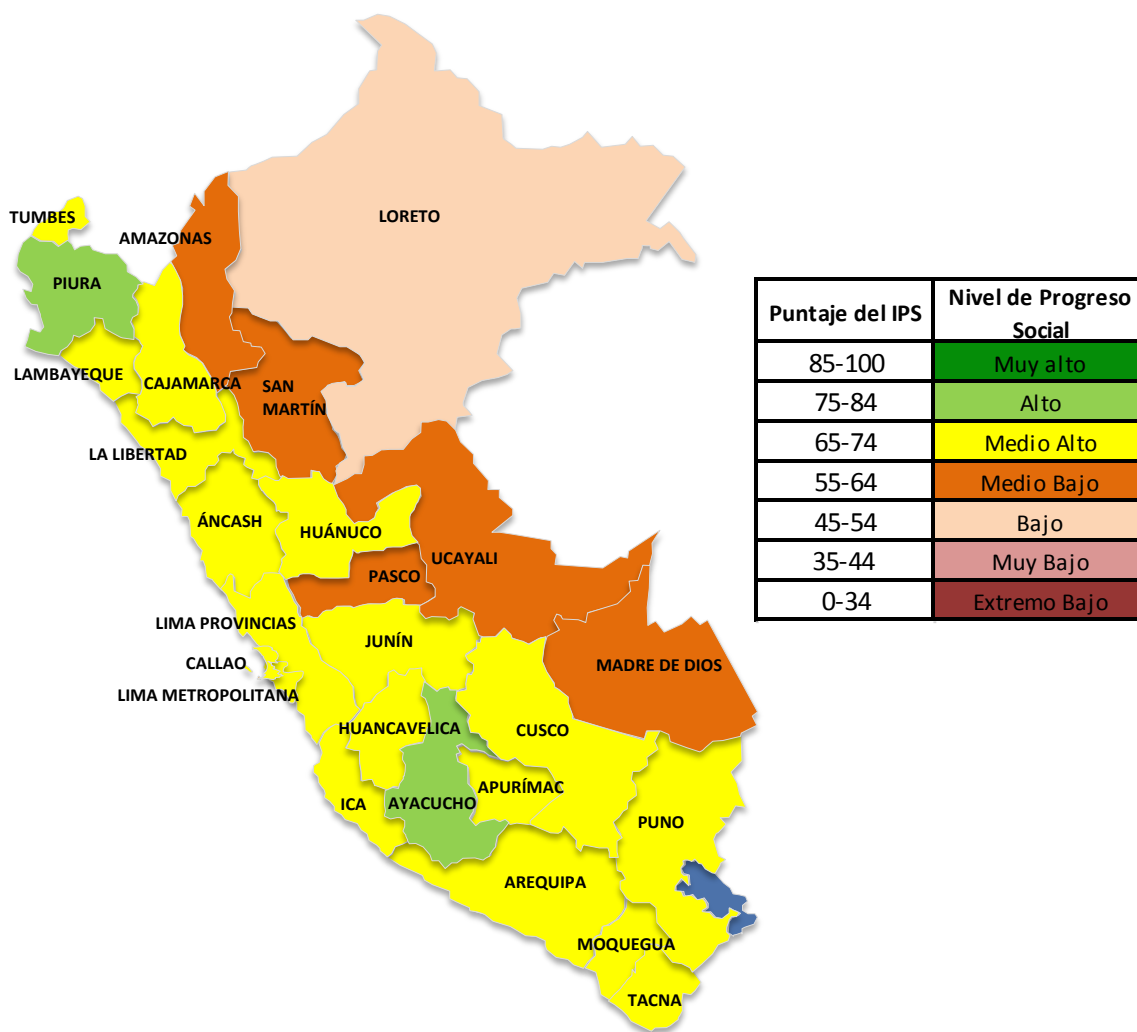 TUMBES
AMAZONAS
LORETO
PIURA
LAMBAYEQUE
CAJAMARCA
SAN
MARTÍN
LA LIBERTAD
ÁNCASH
HUÁNUCO
UCAYALI
PASCO
LIMA PROVINCIAS
JUNÍN
CALLAO
MADRE DE DIOS
LIMA METROPOLITANA
HUANCAVELICA
CUSCO
APURÍMAC
ICA
AYACUCHO
PUNO
AREQUIPA
MOQUEGUA
TACNA
Puntaje del IPS
Nivel de Progreso
Social
85-100 Muy alto
75-84 Alto
65-74 Medio Alto
55-64 Medio Bajo
45-54 Bajo
35-44 Muy Bajo
0-34 Extremo Bajo